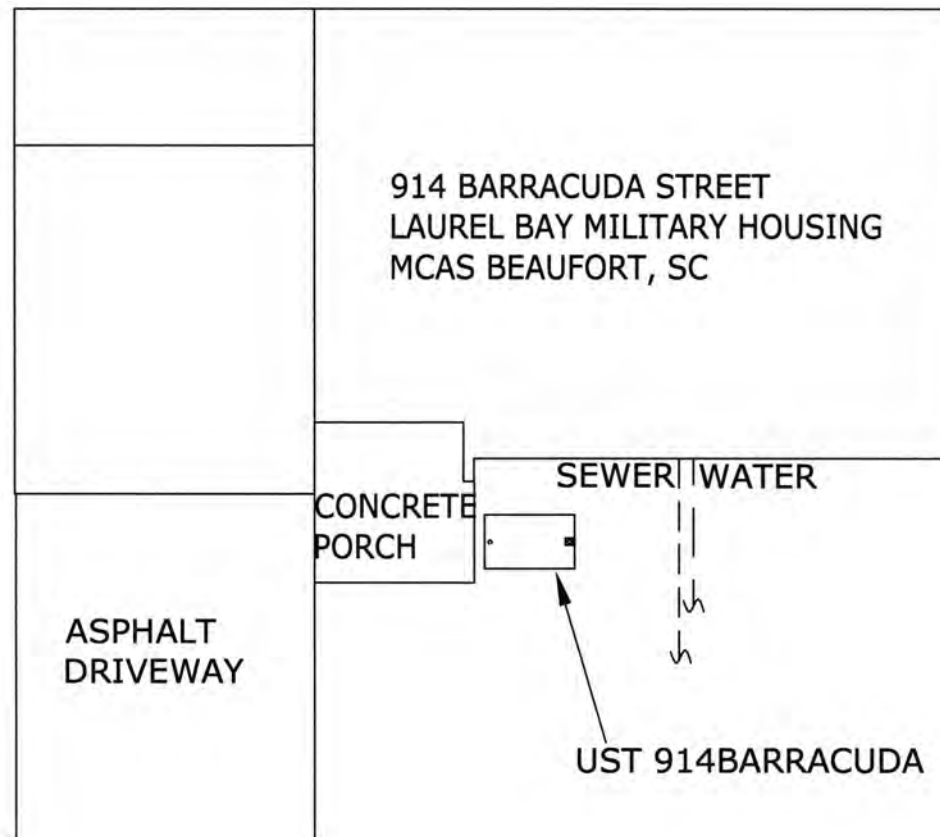 914 BARRACUDA STREET
LAUREL BAY MILITARY HOUSING
MCAS BEAUFORT, SC
SEWER
WATER
CONCRETE
PORCH
ASPHALT
DRIVEWAY
UST 914BARRACUDA